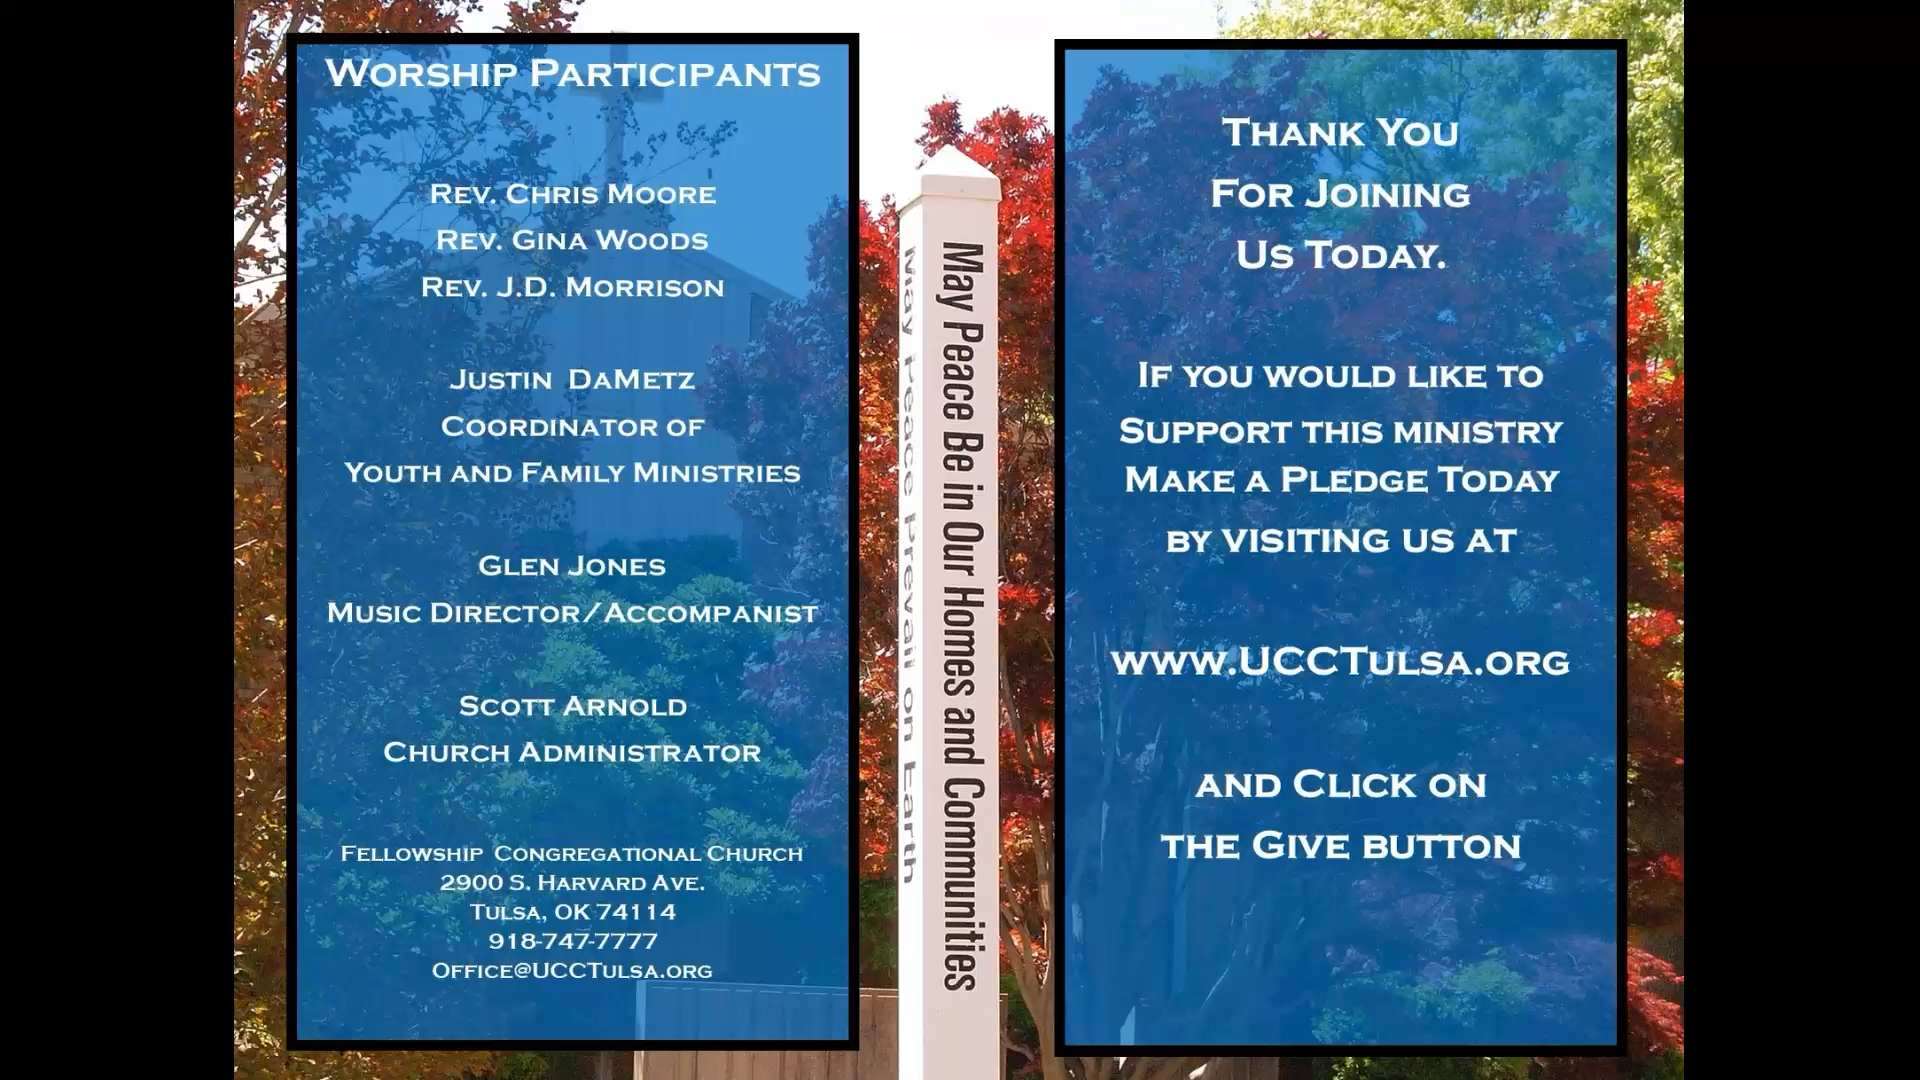 Worship Participants
Rev. Chris Moore
Rev. Gina Woods
Rev. J.D. Morrison
Justin DaMetz
Coordinator of
Youth and Family Ministries
Glen Jones
Music Director/Accompanist
Scott Arnold
Church Administrator
Fellowship Congregational Church
2900 S. Harvard Ave.
Tulsa, OK 74114
918-747-7777
Office@UCCTulsa.org
May Peace Prevail on Earth
May Peace Be in Our Homes and Communities
Thank You
For Joining
Us Today.
If you would like to
Support this ministry
Make a Pledge Today
by visiting us at
www.UCCTulsa.org
and Click on
the Give button